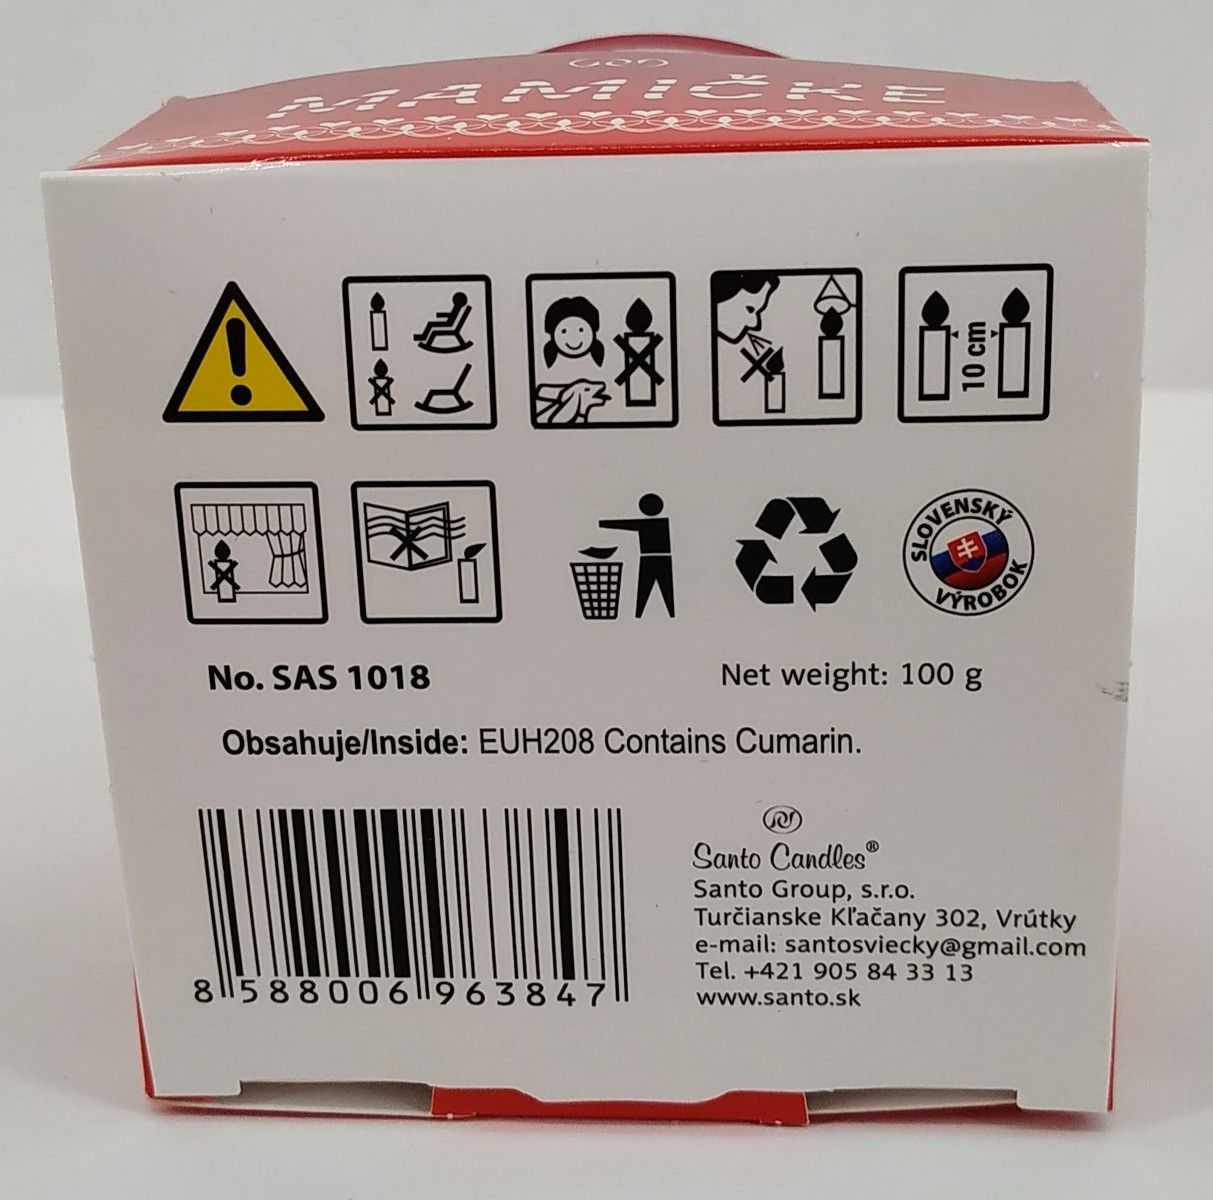 MAMIČKE
10 cm
SLOVENSKÝ
VÝROBOK
No. SAS 1018
Net weight: 100 g
Obsahuje/Inside: EUH208 Contains Cumarin.
8 588006 963847
Santo Candles®
Santo Group, s.r.o.
Turčianske Kľačany 302, Vrútky
e-mail: santosviecky@gmail.com
Tel. +421 905 84 33 13
www.santo.sk